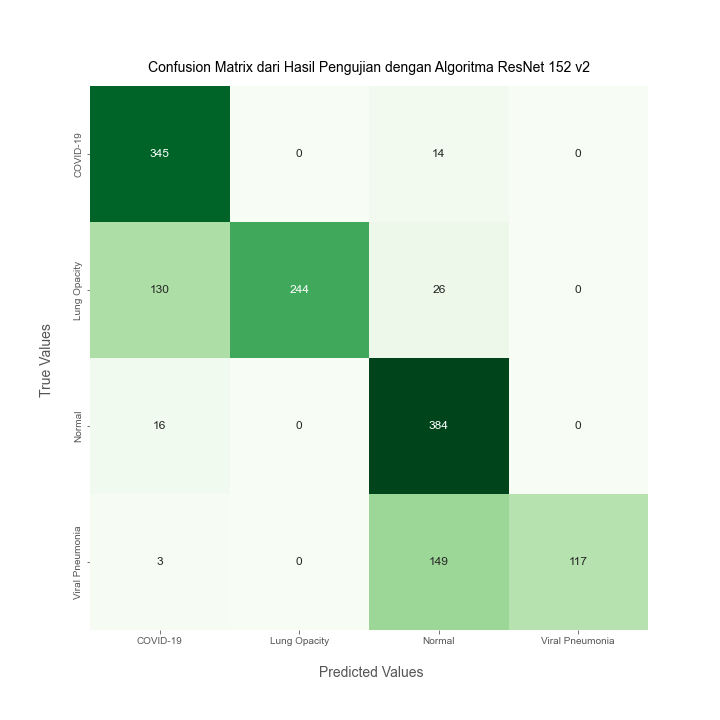 Confusion Matrix dari Hasil Pengujian dengan Algoritma ResNet 152 v2
True Values
COVID-19
345
0
14
0
Lung Opacity
130
244
26
0
Normal
16
0
384
0
Viral Pneumonia
3
0
149
117
COVID-19
Lung Opacity
Normal
Viral Pneumonia
Predicted Values